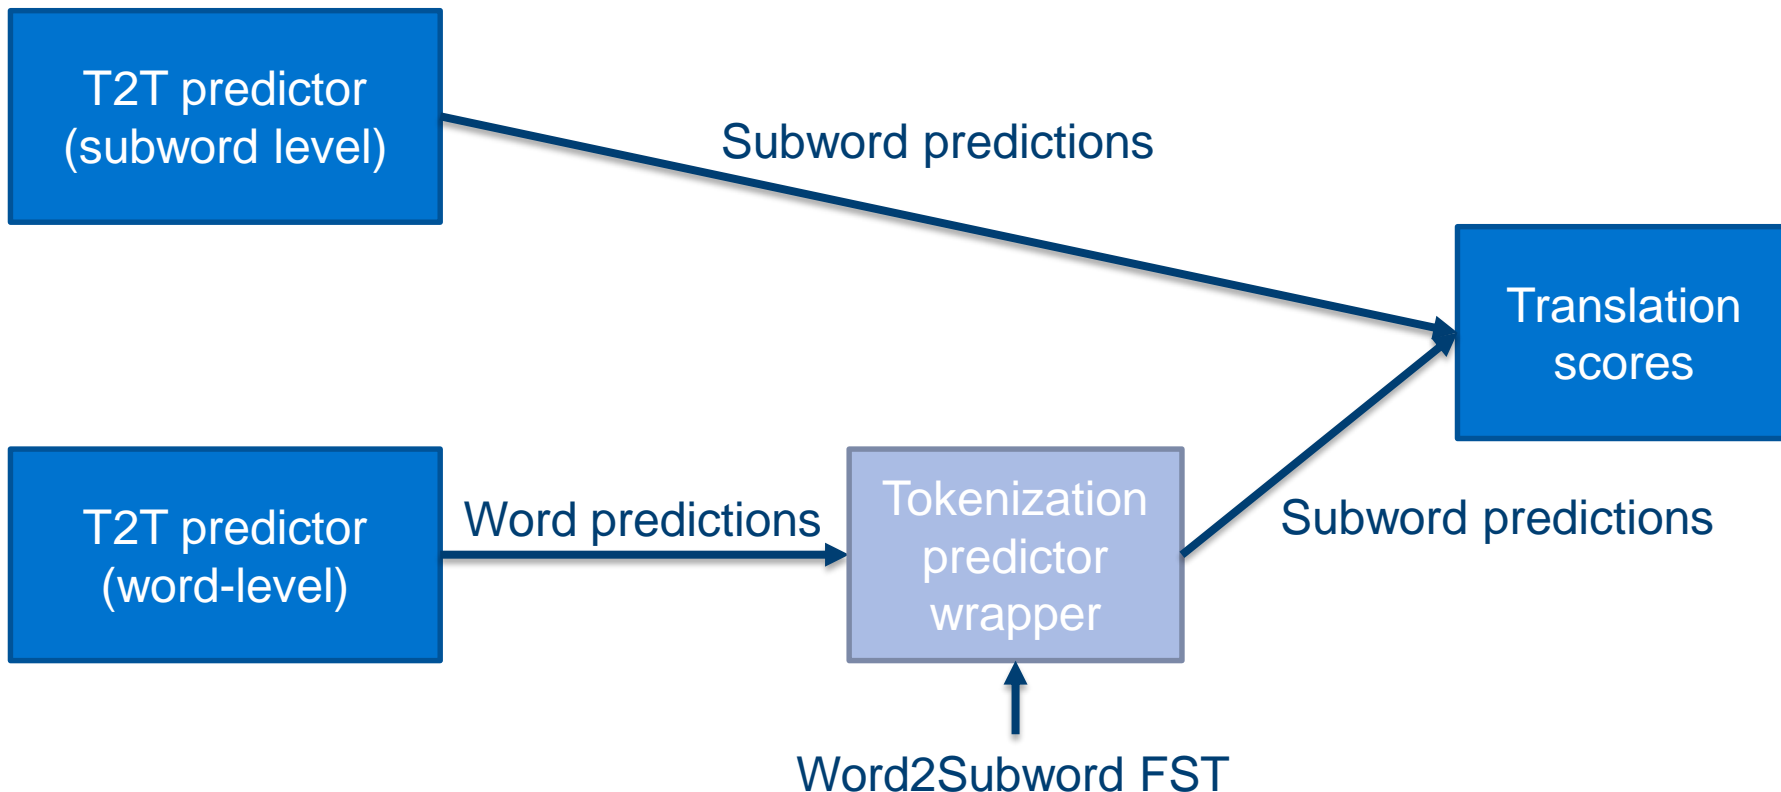 T2T predictor
(subword level)
Subword predictions
Translation
scores
T2T predictor
(word-level)
Word predictions
Tokenization
predictor
wrapper
Subword predictions
Word2Subword FST